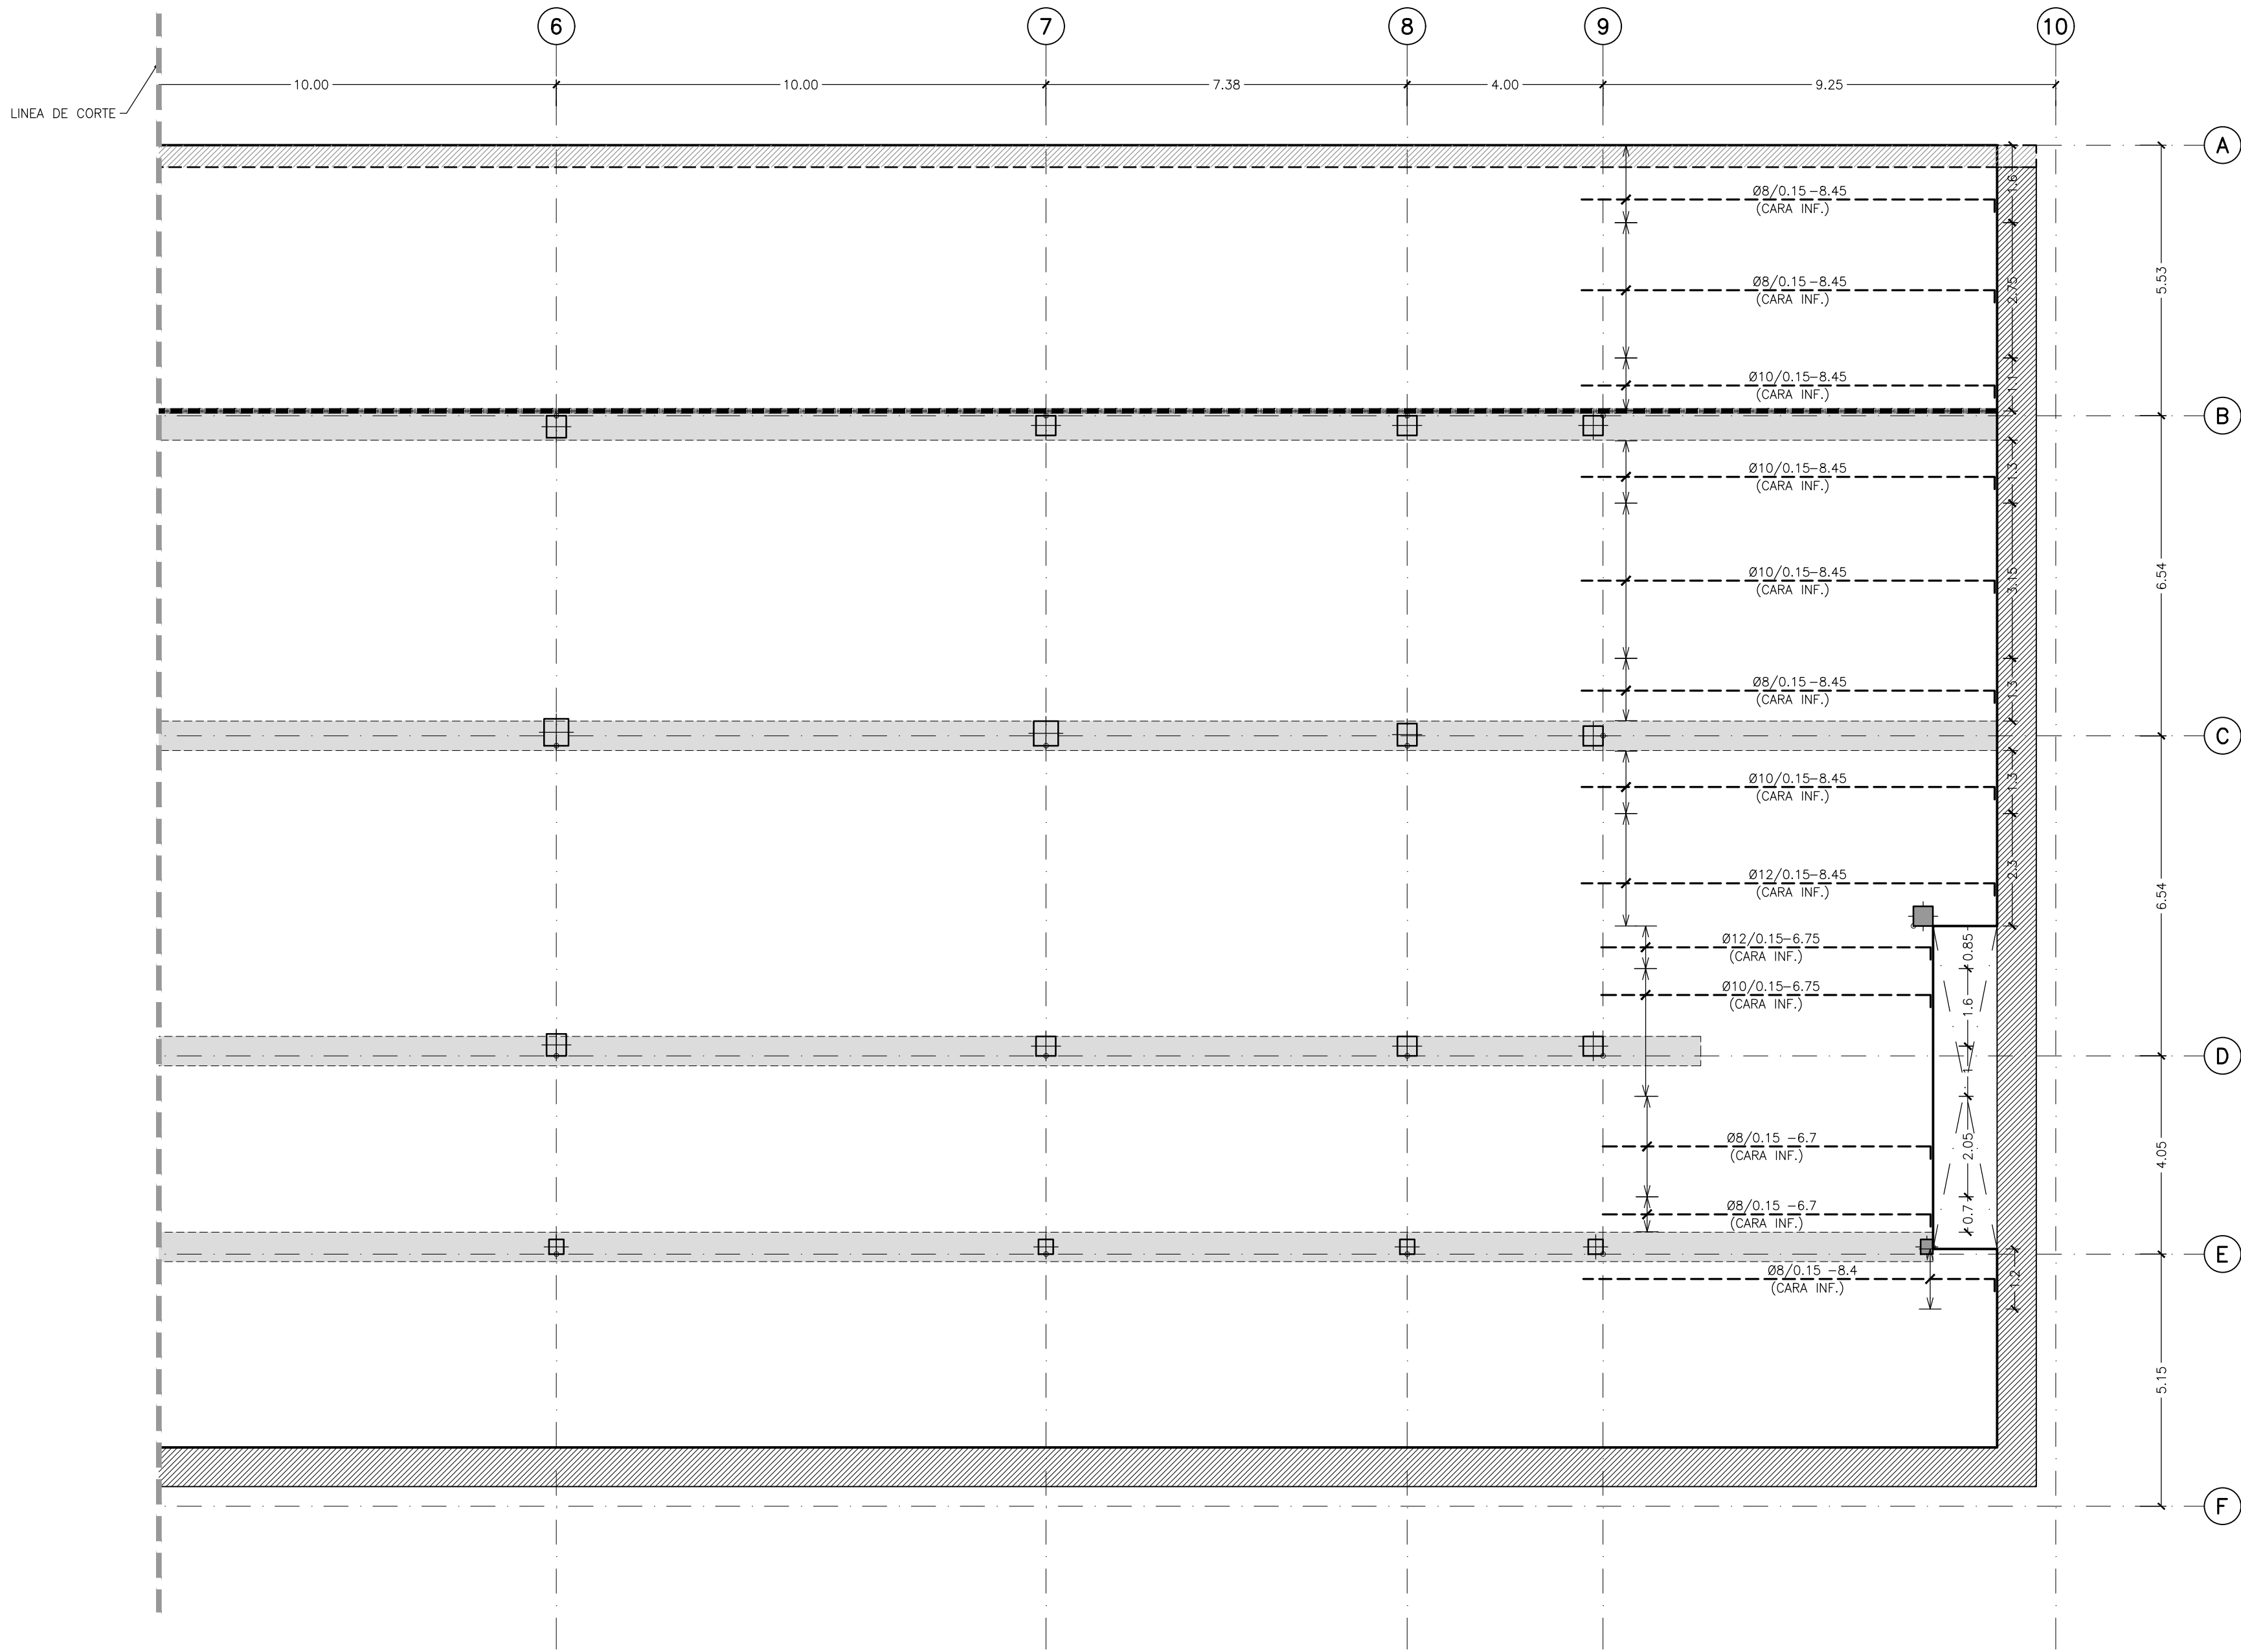 6
7
8
9
10
10.00
10.00
7.38
4.00
9.25
LINEA DE CORTE
A
Ø8/0.15-8.45
(CARA INF.)
1.6
Ø8/0.15-8.45
(CARA INF.)
2.75
5.53
Ø10/0.15-8.45
(CARA INF.)
1.1
B
Ø10/0.15-8.45
(CARA INF.)
1.3
Ø10/0.15-8.45
(CARA INF.)
3.15
6.54
Ø8/0.15-8.45
(CARA INF.)
1.3
C
Ø10/0.15-8.45
(CARA INF.)
1.3
Ø12/0.15-8.45
(CARA INF.)
2.3
6.54
Ø12/0.15-6.75
(CARA INF.)
0.85
Ø10/0.15-6.75
(CARA INF.)
1.6
D
Ø8/0.15-6.7
(CARA INF.)
2.05
4.05
Ø8/0.15-6.7
(CARA INF.)
0.7
E
Ø8/0.15-8.4
(CARA INF.)
1.2
5.15
F